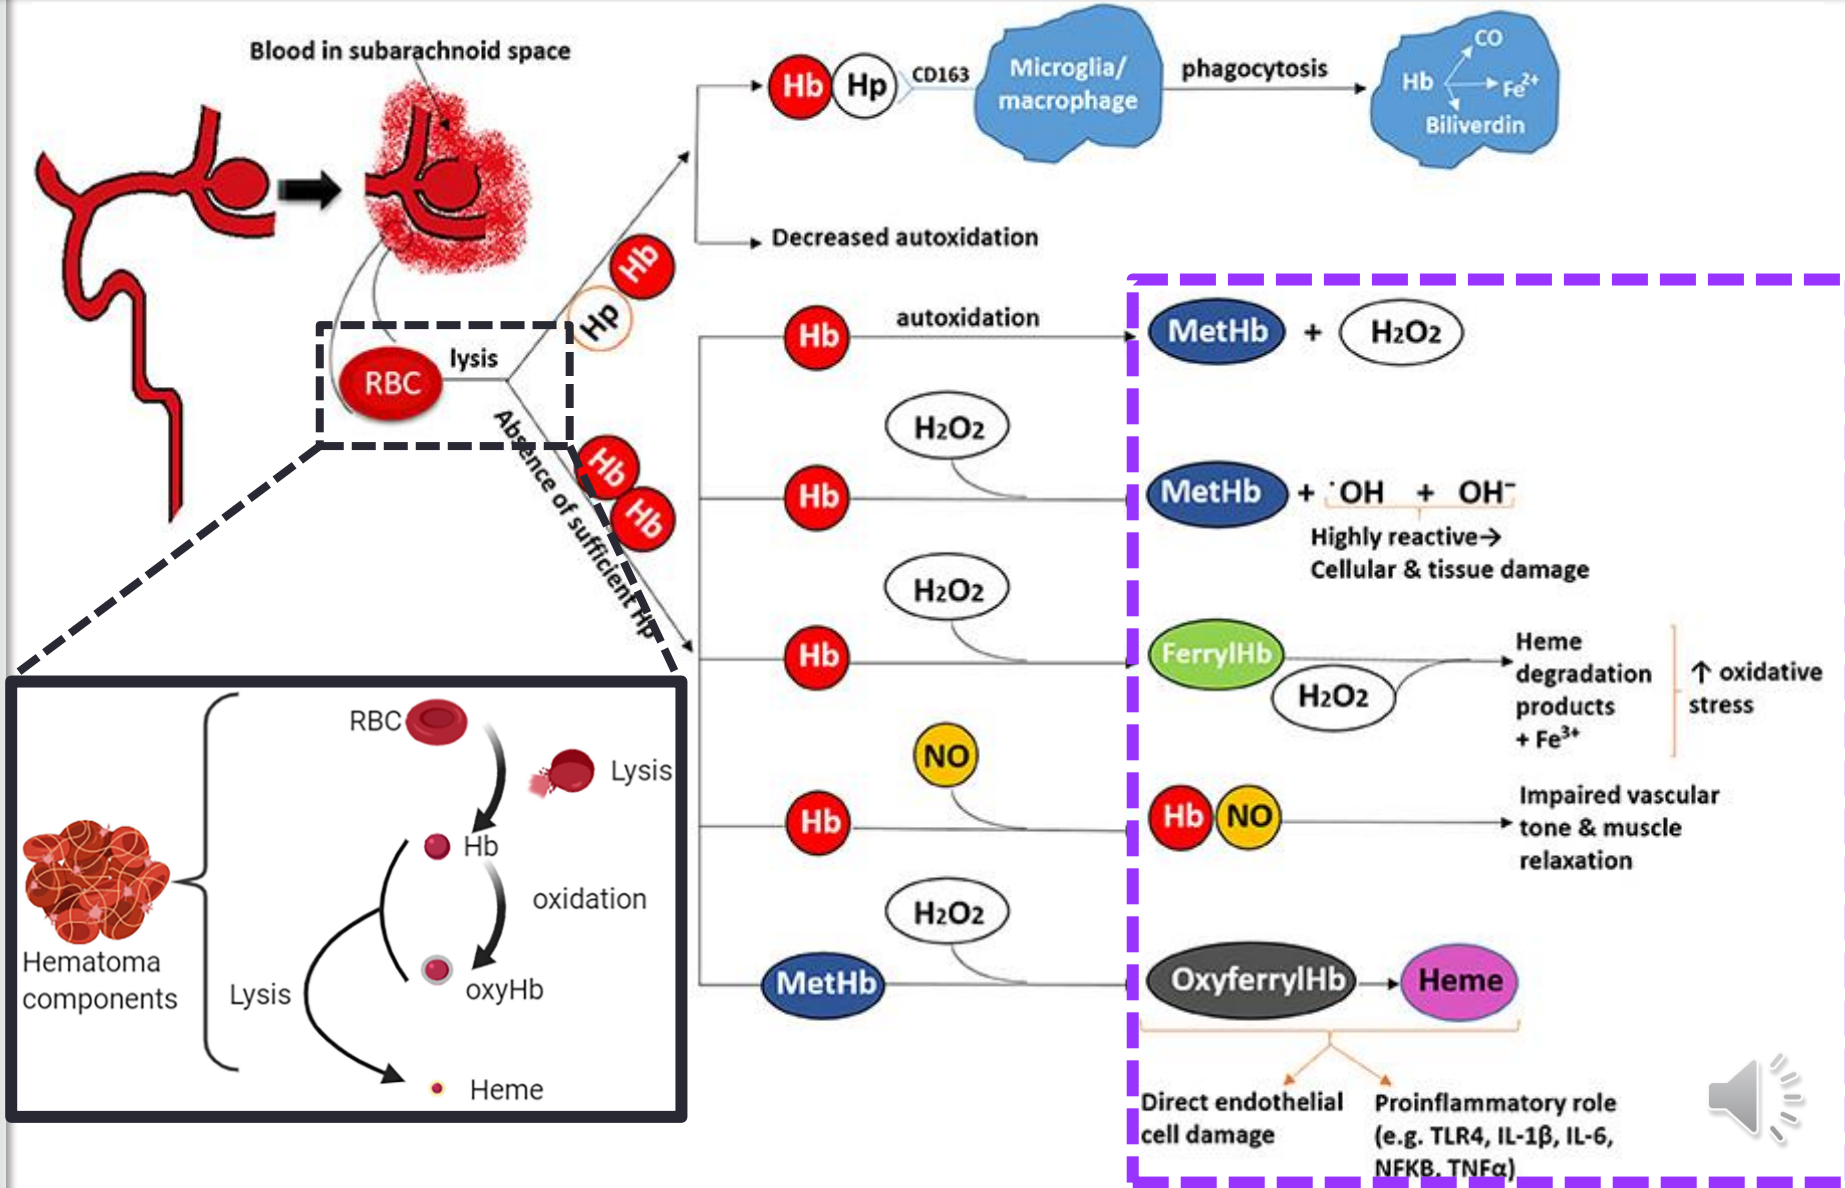 Blood in subarachnoid space
Hb
Hp
CD163
Microglia/
macrophage
phagocytosis
CO
Hb
Fe²⁺
Biliverdin
Decreased autoxidation
Hb
Hp
RBC
lysis
Absence of sufficient Hp
Hb
Hb
Hb
autoxidation
MetHb
+
H₂O₂
H₂O₂
Hb
MetHb
+ ˙OH + OH⁻
Highly reactive→
Cellular & tissue damage
H₂O₂
Hb
FerrylHb
H₂O₂
Heme
degradation
products
+ Fe³⁺
↑ oxidative
stress
NO
Hb
Hb
NO
Impaired vascular
tone & muscle
relaxation
H₂O₂
MetHb
OxyferrylHb
Heme
Direct endothelial
cell damage
Proinflammatory role
(e.g. TLR4, IL-1β, IL-6,
NFKB, TNFα)
RBC
Lysis
Hb
oxidation
oxyHb
Lysis
Heme
Hematoma
components